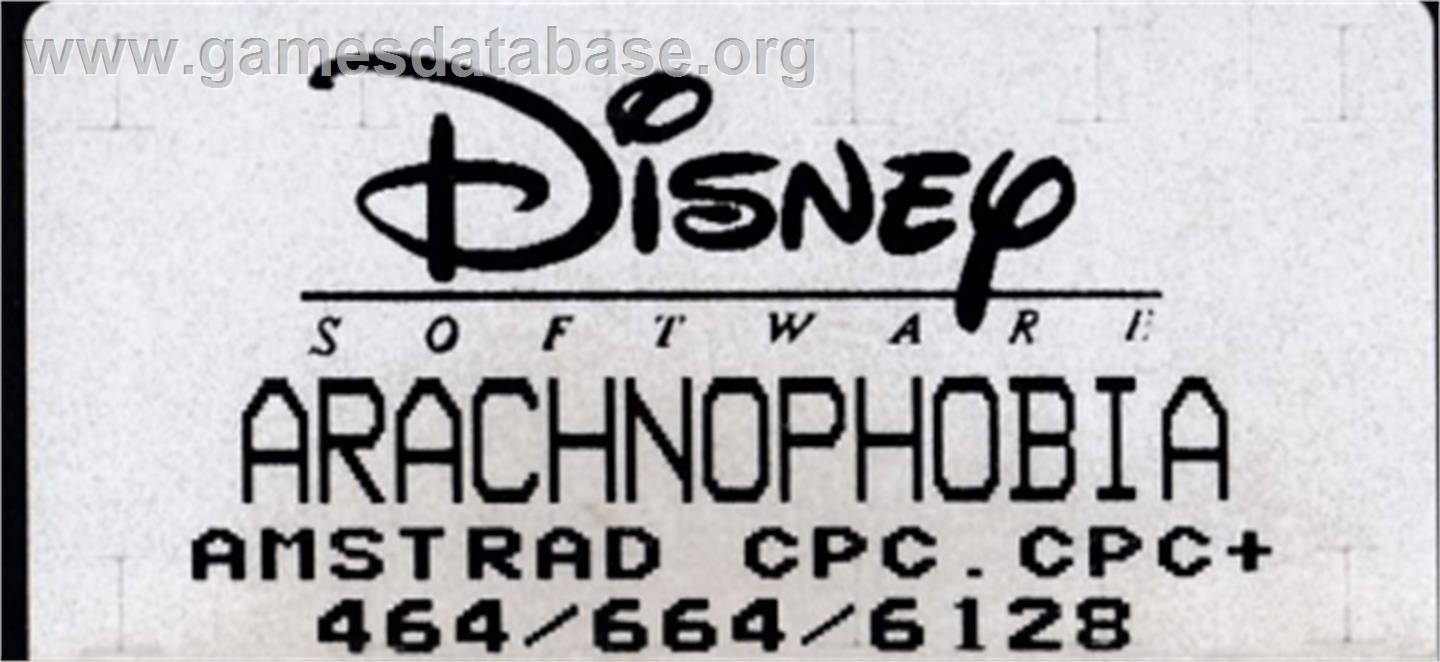 www.gamesdatabase.org
Disney
SOFTWARE
ARACHNOPHOBIA
AMSTRAD CPC.CPC+
464/664/6128